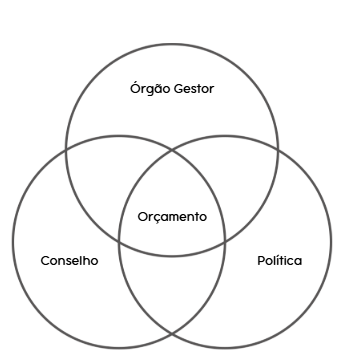 Órgão Gestor
Orçamento
Conselho
Política